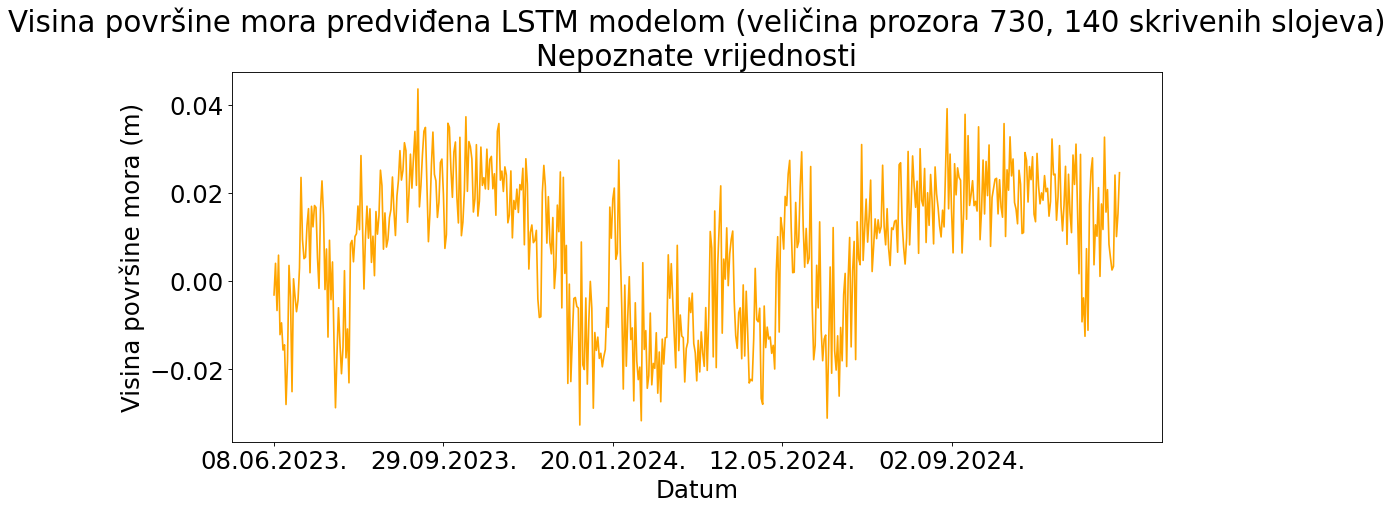 Visina površine mora predviđena LSTM modelom (veličina prozora 730, 140 skrivenih slojeva)
Nepoznate vrijednosti
Visina površine mora (m)
0.04
0.02
0.00
−0.02
08.06.2023.
29.09.2023.
20.01.2024.
12.05.2024.
02.09.2024.
Datum